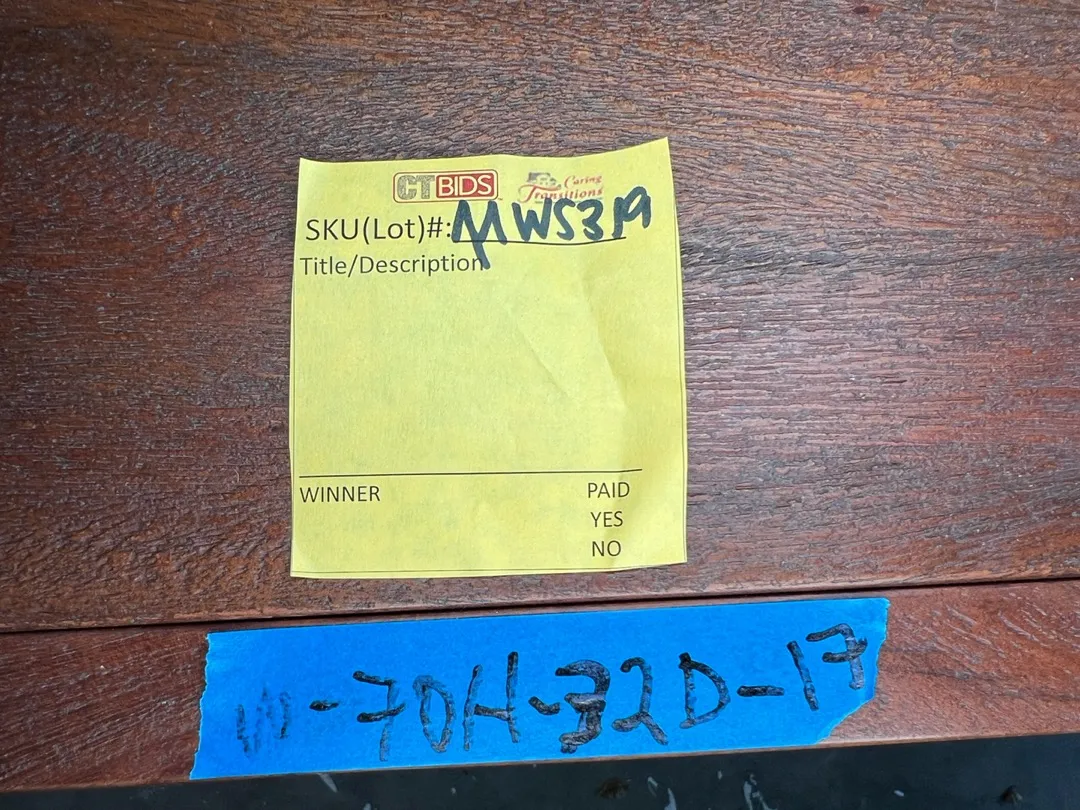 CTBIDS Caring Transitions
SKU(Lot)#: MWS319
Title/Description
WINNER PAID
YES
NO
W-70H-32D-17